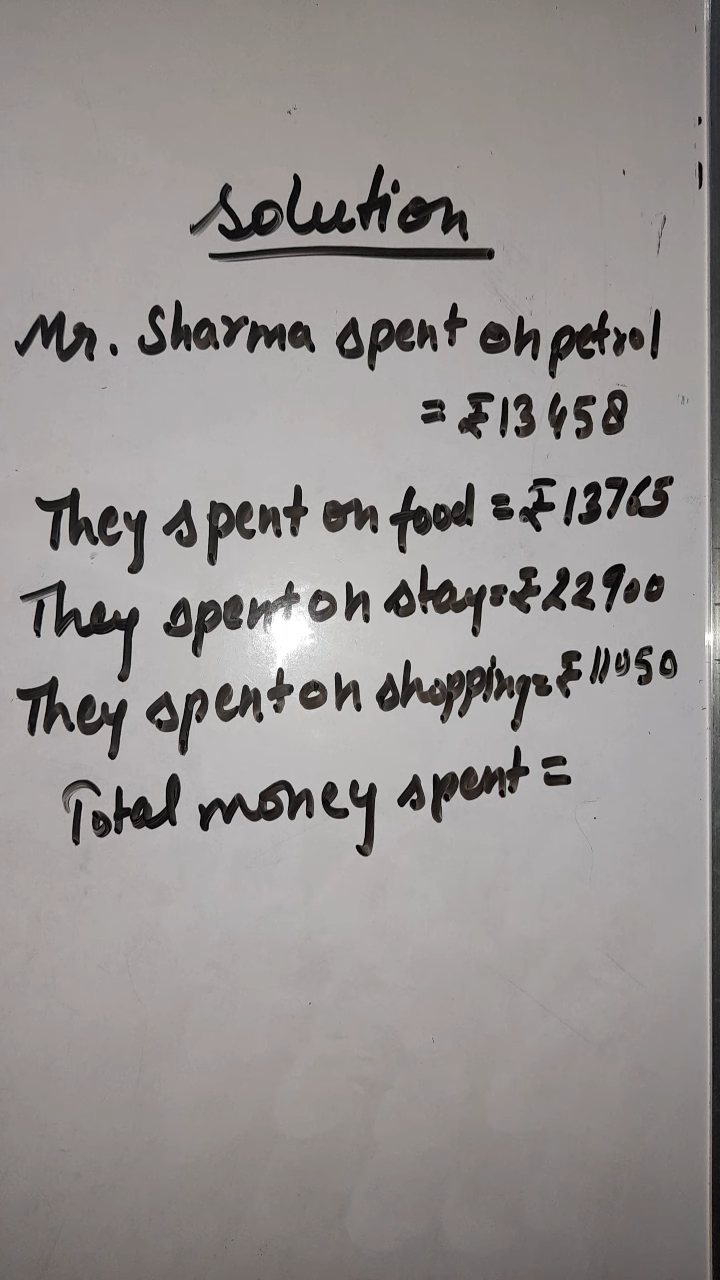 Solution
Mr. Sharma spent on petrol
= ₹13458
They spent on food = ₹13765
They spent on stay = ₹22900
They spent on shopping = ₹11050
Total money spent =